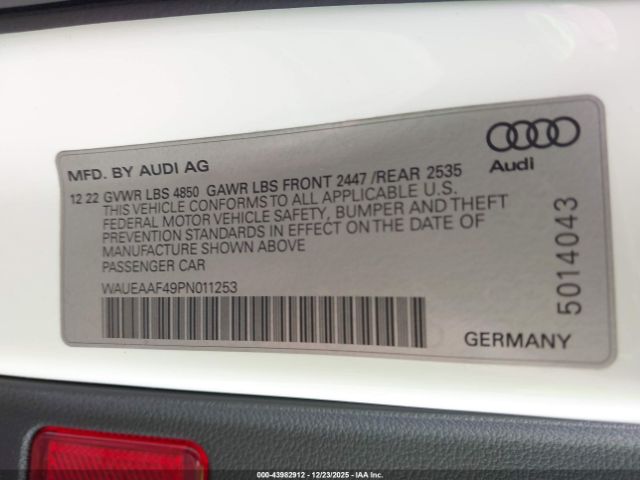 MFD. BY AUDI AG
Audi
12 22 GVWR LBS 4850 GAWR LBS FRONT 2447 /REAR 2535
THIS VEHICLE CONFORMS TO ALL APPLICABLE U.S.
FEDERAL MOTOR VEHICLE SAFETY, BUMPER AND THEFT
PREVENTION STANDARDS IN EFFECT ON THE DATE OF
MANUFACTURE SHOWN ABOVE
PASSENGER CAR
WAUEAAF49PN011253
5014043
GERMANY
000-43982912 - 12/23/2025 - IAA Inc.